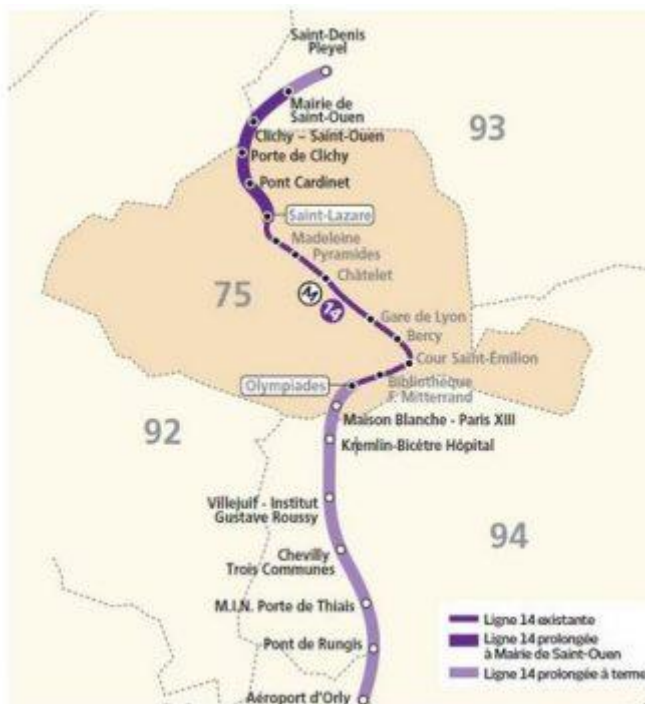 Saint-Denis
Pleyel
Mairie de
Saint-Ouen
93
Clichy – Saint-Ouen
Porte de Clichy
Pont Cardinet
Saint-Lazare
Madeleine
Pyramides
Châtelet
75
M
14
Gare de Lyon
Bercy
Cour Saint-Émilion
Olympiades
Bibliothèque
F. Mitterrand
Maison Blanche - Paris XIII
92
Kremlin-Bicêtre Hôpital
Villejuif - Institut
Gustave Roussy
94
Chevilly
Trois Communes
M.I.N. Porte de Thiais
Pont de Rungis
Aéroport d'Orly
Ligne 14 existante
Ligne 14 prolongée
à Mairie de Saint-Ouen
Ligne 14 prolongée à terme